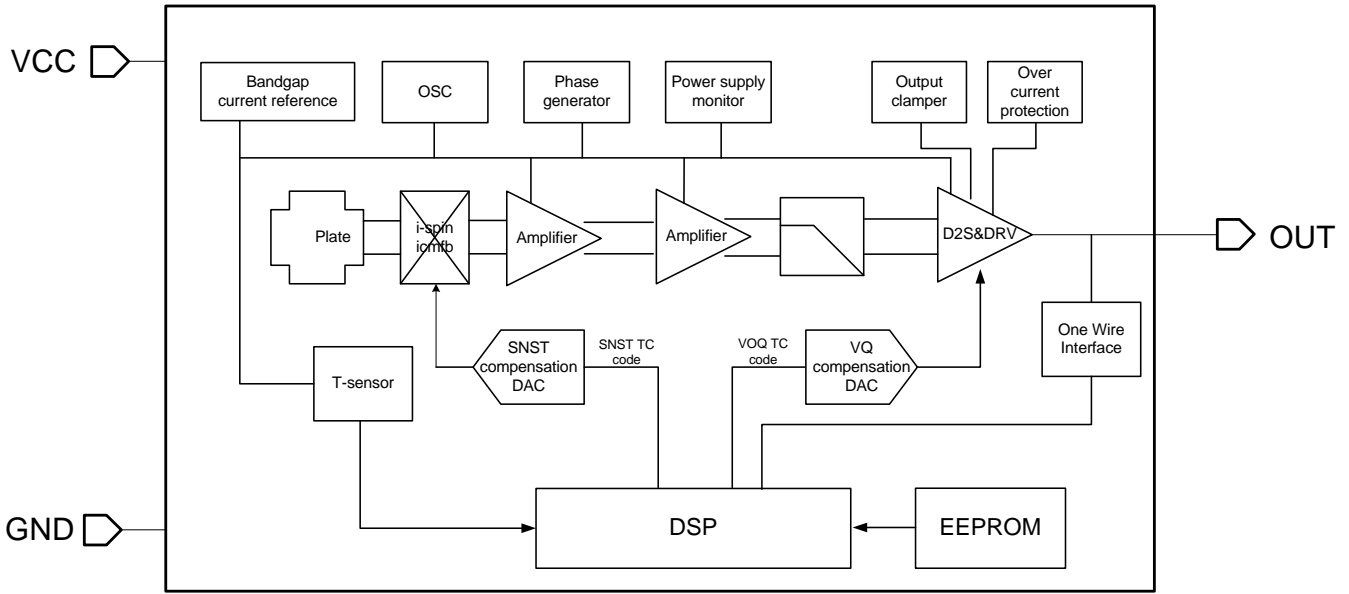 VCC
Bandgap
current reference
OSC
Phase
generator
Power supply
monitor
Output
clamper
Over
current
protection
Plate
i-spin
icmfb
Amplifier
Amplifier
D2S&DRV
OUT
T-sensor
SNST
compensation
DAC
SNST TC
code
VOQ TC
code
VQ
compensation
DAC
One Wire
Interface
GND
DSP
EEPROM